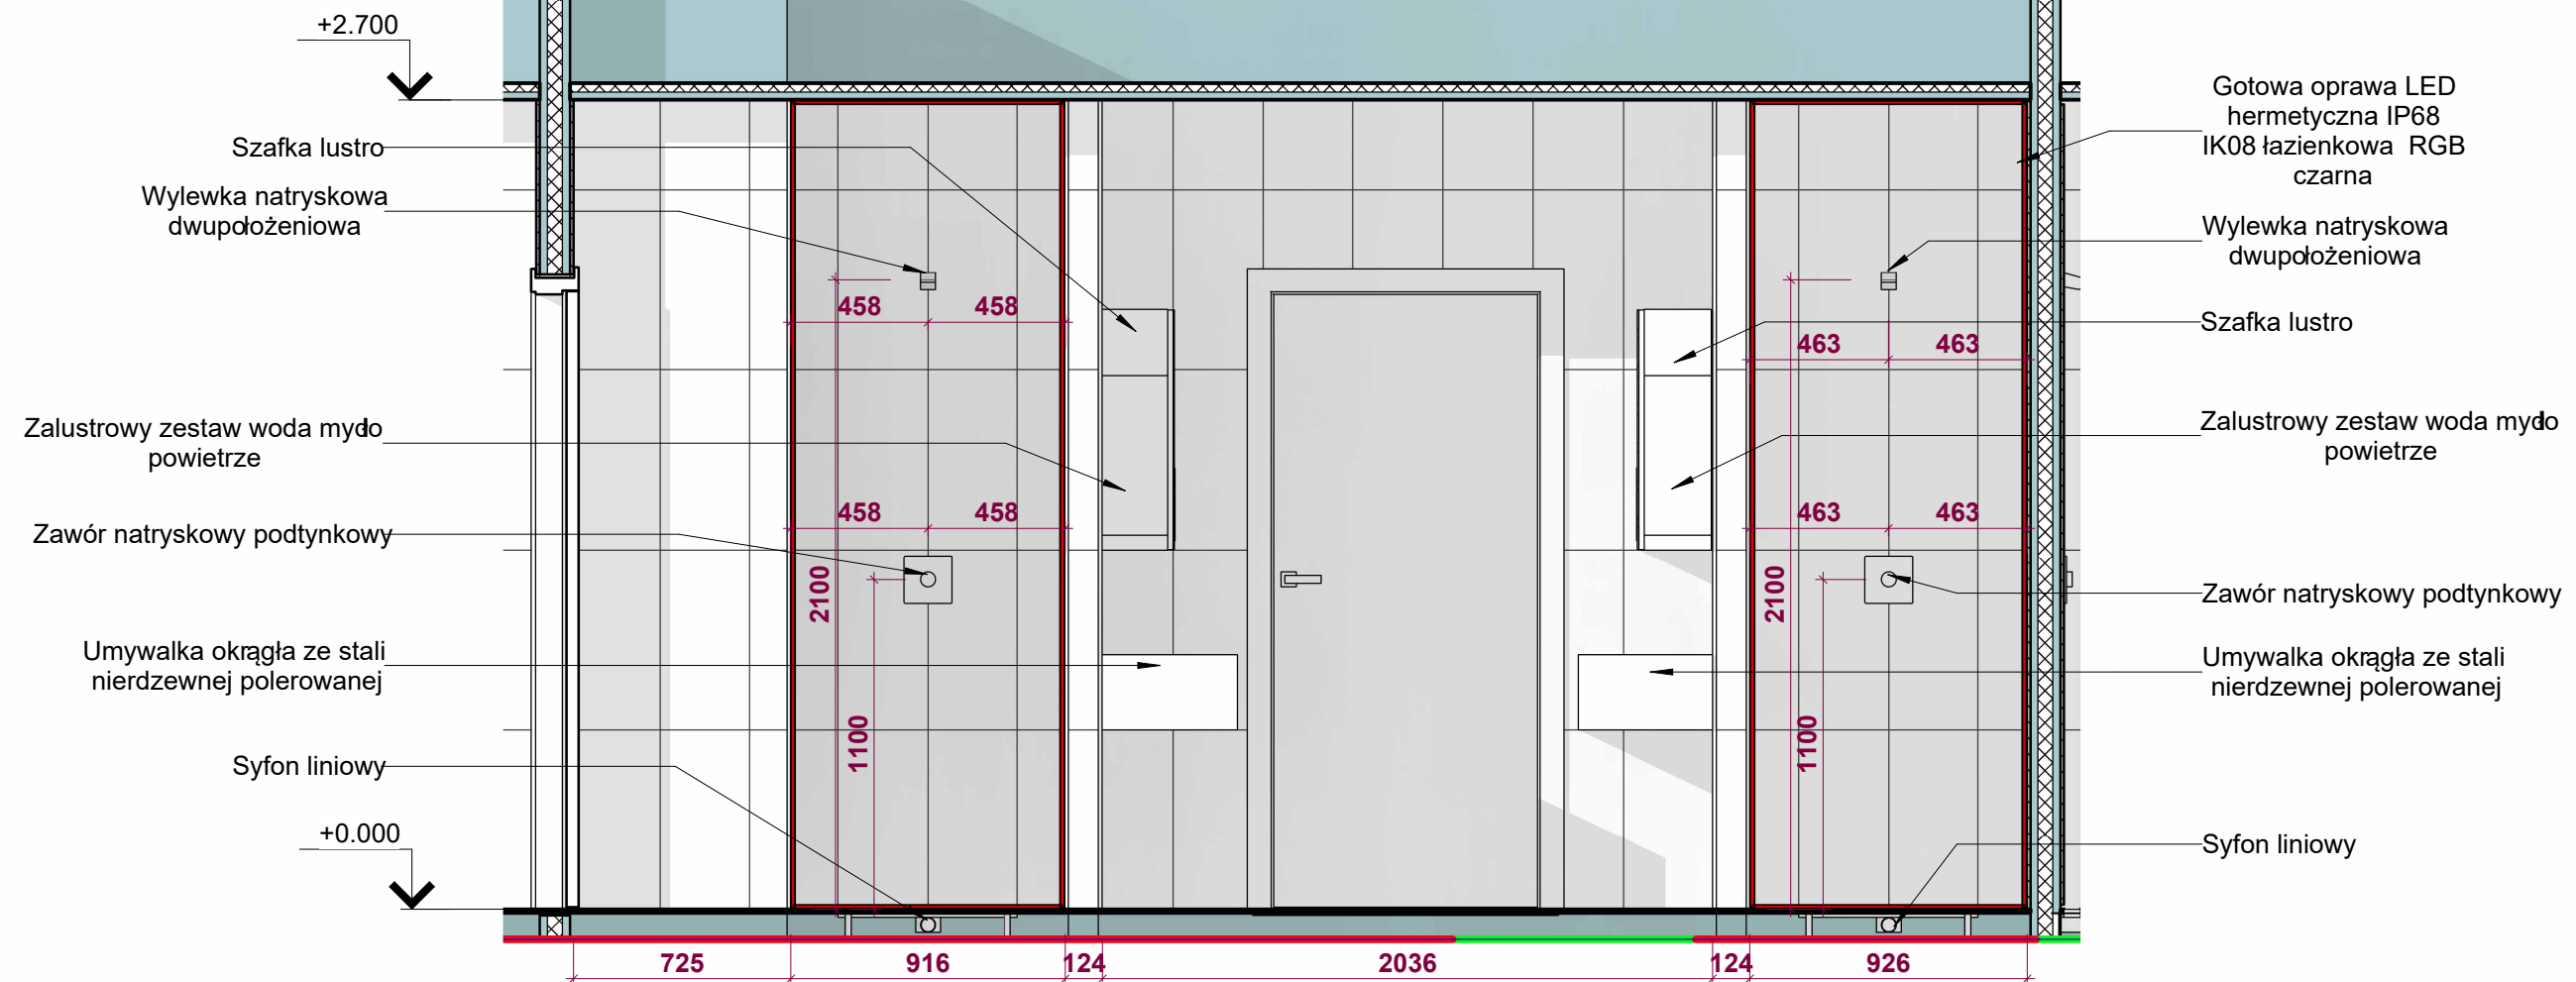 +2.700
Szafka lustro
Wylewka natryskowa
dwupołożeniowa
Zalustrowy zestaw woda mydło
powietrze
Zawór natryskowy podtynkowy
Umywalka okrągła ze stali
nierdzewnej polerowanej
Syfon liniowy
+0.000
458 458
458 458
2100
1100
463 463
463 463
2100
1100
Gotowa oprawa LED
hermetyczna IP68
IK08 łazienkowa RGB
czarna
Wylewka natryskowa
dwupołożeniowa
Szafka lustro
Zalustrowy zestaw woda mydło
powietrze
Zawór natryskowy podtynkowy
Umywalka okrągła ze stali
nierdzewnej polerowanej
Syfon liniowy
725 916 124 2036 124 926